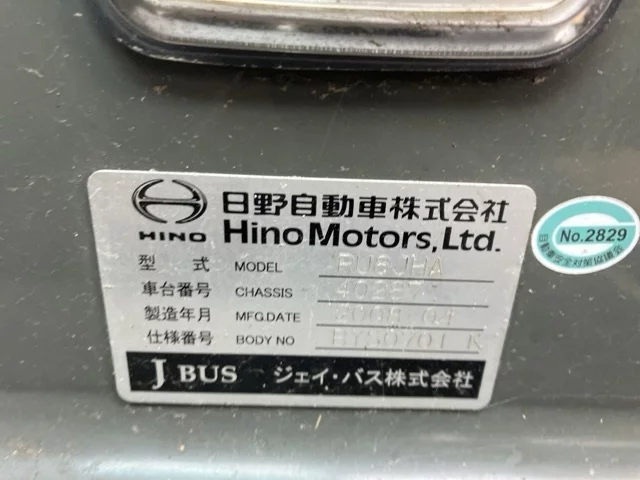 日野自動車株式会社
HINO Hino Motors, Ltd.
型式 MODEL
車台番号 CHASSIS
製造年月 MFG.DATE
仕様番号 BODY NO
J BUS ジェイ・バス株式会社
No.2829